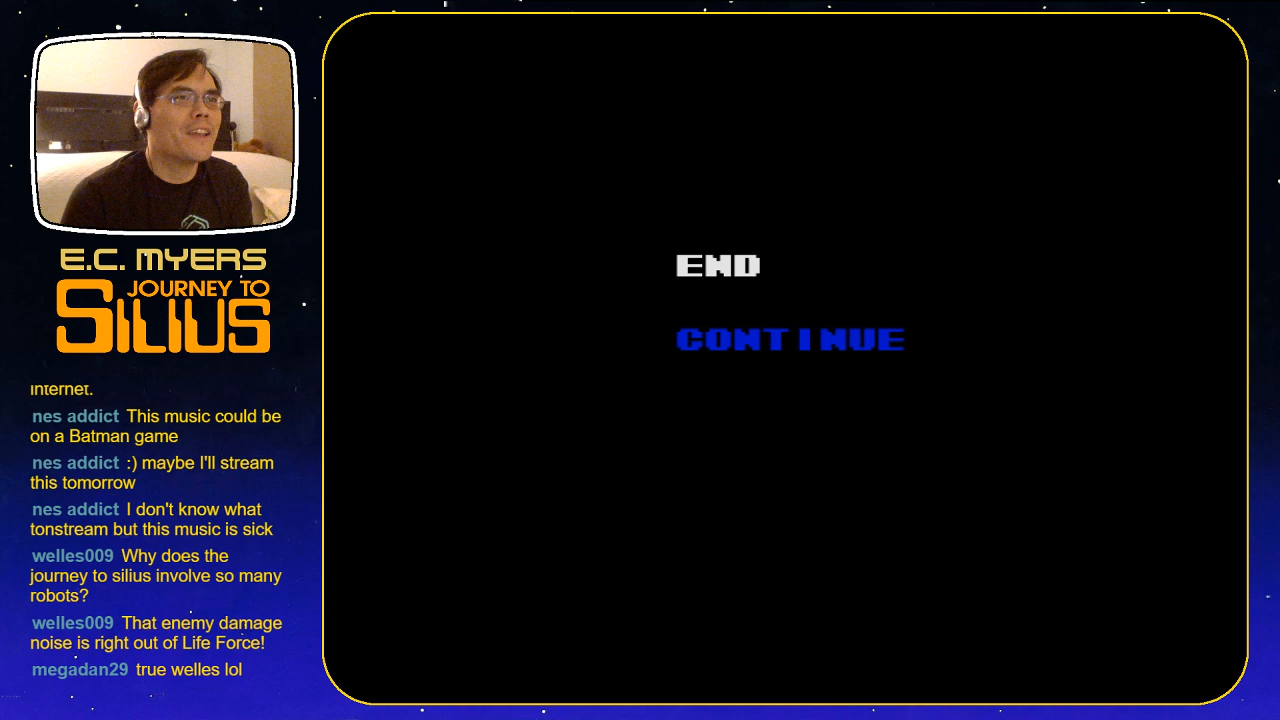 E.C. MYERS
JOURNEY TO
SILIUS
internet.
nes addict This music could be
on a Batman game
nes addict :) maybe I'll stream
this tomorrow
nes addict I don't know what
tonstream but this music is sick
welles009 Why does the
journey to silius involve so many
robots?
welles009 That enemy damage
noise is right out of Life Force!
megadan29 true welles lol
END
CONTINUE